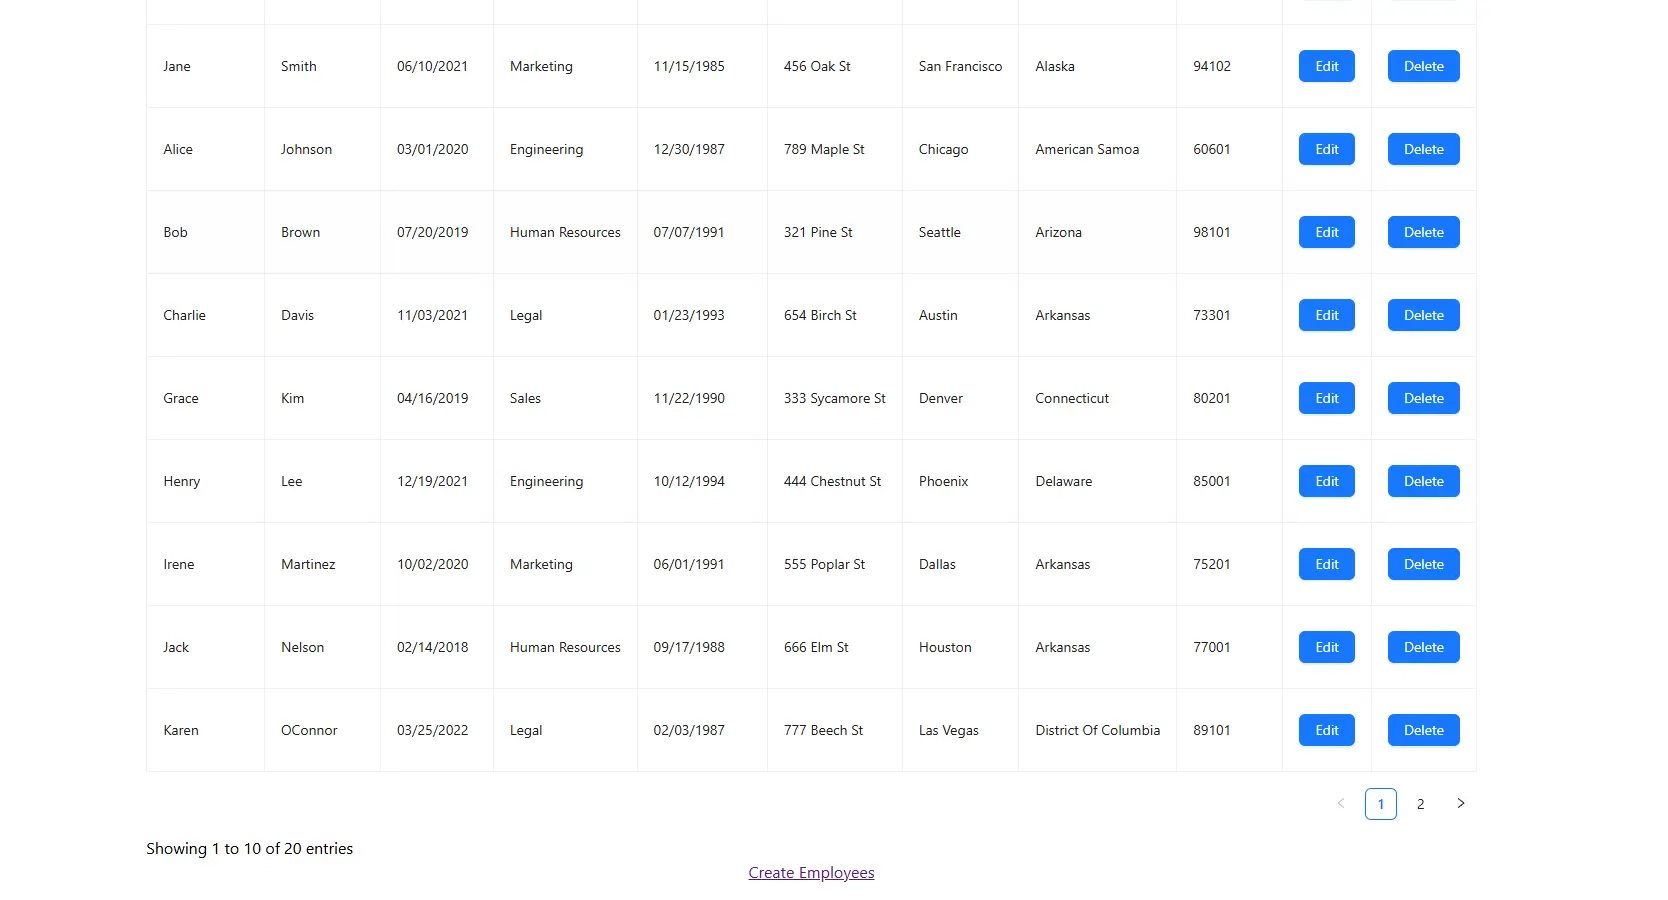 Jane Smith 06/10/2021 Marketing 11/15/1985 456 Oak St San Francisco Alaska 94102 Edit Delete
Alice Johnson 03/01/2020 Engineering 12/30/1987 789 Maple St Chicago American Samoa 60601 Edit Delete
Bob Brown 07/20/2019 Human Resources 07/07/1991 321 Pine St Seattle Arizona 98101 Edit Delete
Charlie Davis 11/03/2021 Legal 01/23/1993 654 Birch St Austin Arkansas 73301 Edit Delete
Grace Kim 04/16/2019 Sales 11/22/1990 333 Sycamore St Denver Connecticut 80201 Edit Delete
Henry Lee 12/19/2021 Engineering 10/12/1994 444 Chestnut St Phoenix Delaware 85001 Edit Delete
Irene Martinez 10/02/2020 Marketing 06/01/1991 555 Poplar St Dallas Arkansas 75201 Edit Delete
Jack Nelson 02/14/2018 Human Resources 09/17/1988 666 Elm St Houston Arkansas 77001 Edit Delete
Karen OConnor 03/25/2022 Legal 02/03/1987 777 Beech St Las Vegas District Of Columbia 89101 Edit Delete
< 1 2 >
Showing 1 to 10 of 20 entries
Create Employees